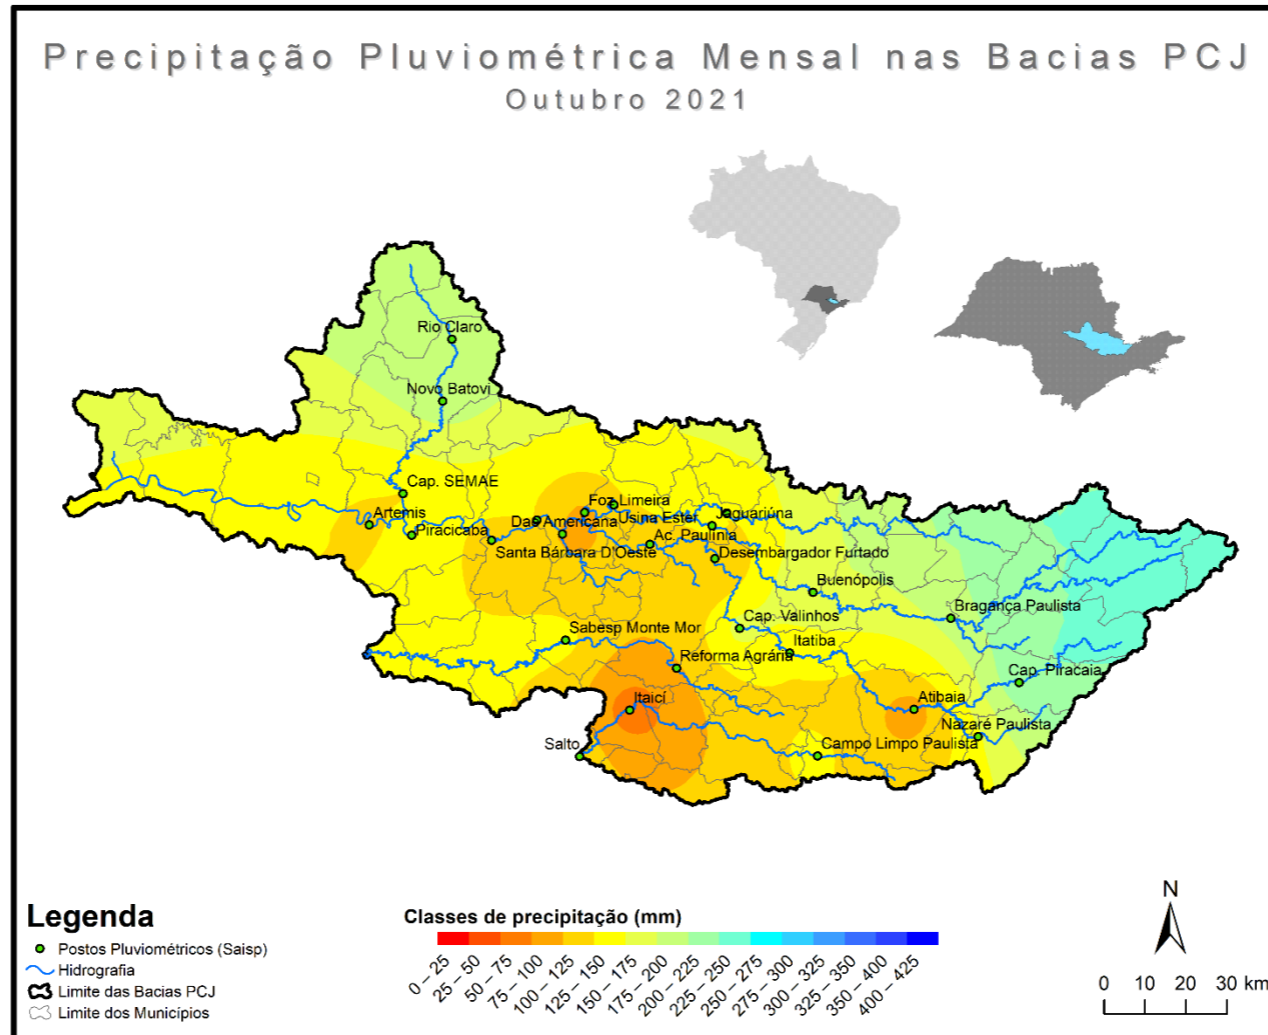 Precipitação Pluviométrica Mensal nas Bacias PCJ
Outubro 2021
Rio Claro
Novo Batovi
Cap. SEMAE
Artemis
Piracicaba
Foz Limeira
Usina Ester
Jaguariúna
Dae Americana
Ac. Paulínia
Santa Bárbara D'Oeste
Desembargador Furtado
Buenópolis
Bragança Paulista
Cap. Valinhos
Sabesp Monte Mor
Itatiba
Reforma Agrária
Cap. Piracaia
Itaicí
Atibaia
Nazaré Paulista
Salto
Campo Limpo Paulista
Legenda
Postos Pluviométricos (Saisp)
Hidrografia
Limite das Bacias PCJ
Limite dos Municípios
Classes de precipitação (mm)
0 – 25
25 – 50
50 – 75
75 – 100
100 – 125
125 – 150
150 – 175
175 – 200
200 – 225
225 – 250
250 – 275
275 – 300
300 – 325
325 – 350
350 – 400
400 – 425
N
0 10 20 30 km